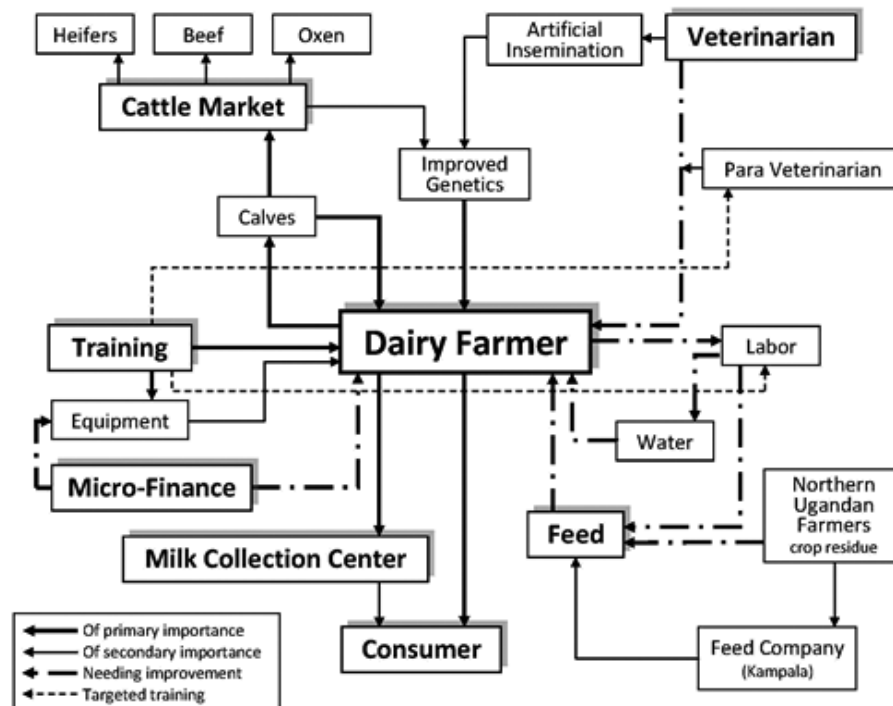 Heifers
Beef
Oxen
Artificial
Insemination
Veterinarian
Cattle Market
Improved
Genetics
Para Veterinarian
Calves
Training
Dairy Farmer
Labor
Equipment
Water
Micro-Finance
Northern
Ugandan
Farmers
crop residue
Feed
Milk Collection Center
Consumer
Feed Company
(Kampala)
Of primary importance
Of secondary importance
Needing improvement
Targeted training